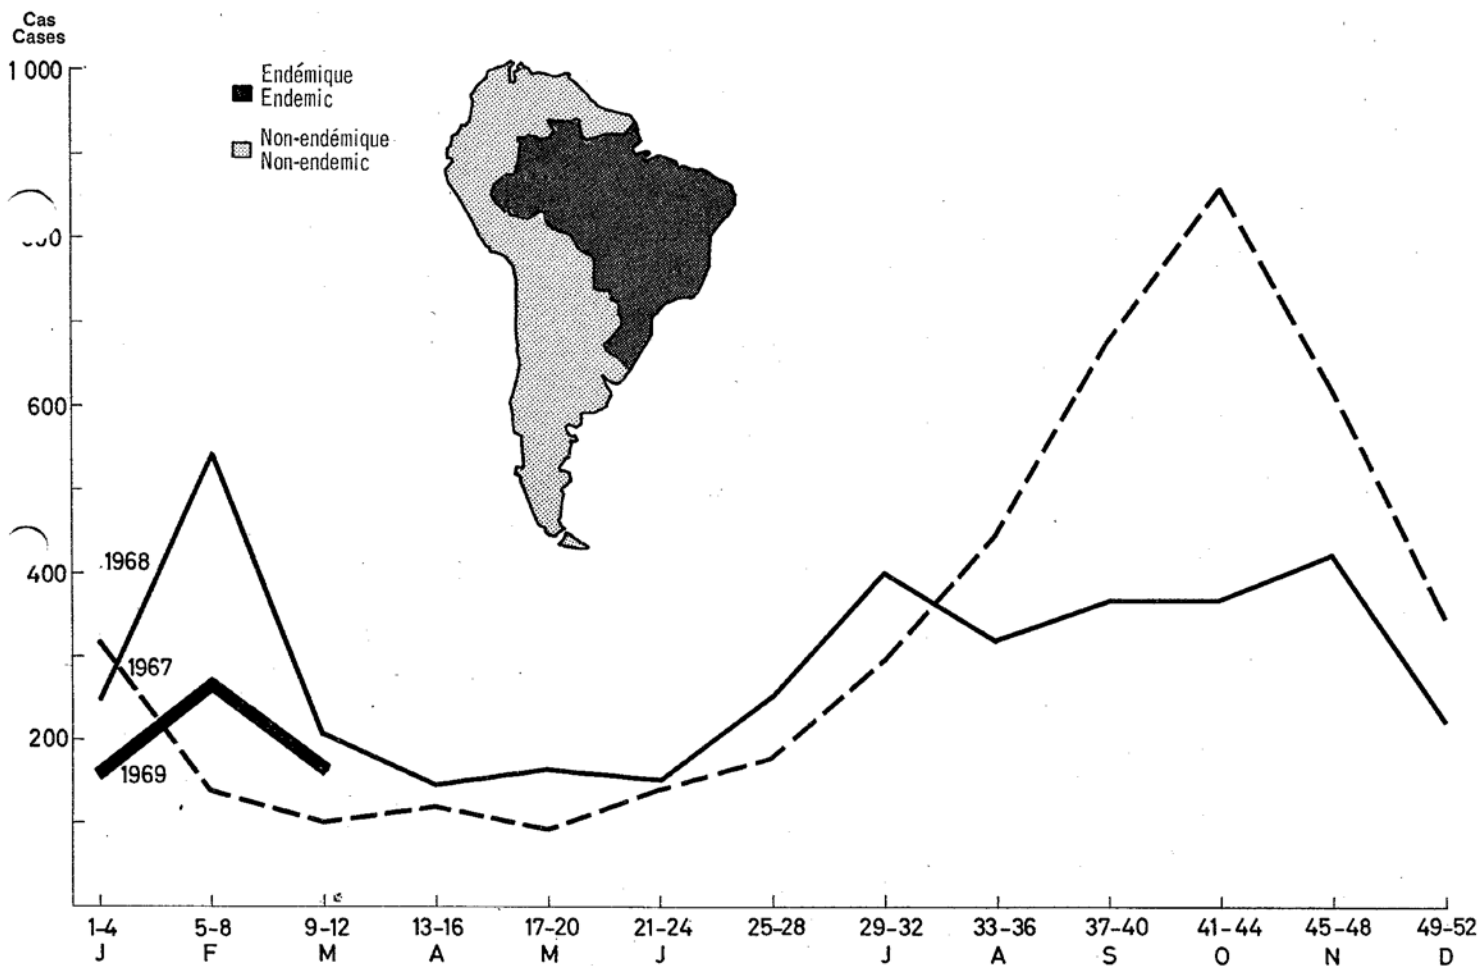 Cas
Cases
1 000
600
400
200
Endémique
Endemic
Non-endémique
Non-endemic
1968
1967
1969
1-4 5-8 9-12 13-16 17-20 21-24 25-28 29-32 33-36 37-40 41-44 45-48 49-52
J F M A M J J A S O N D